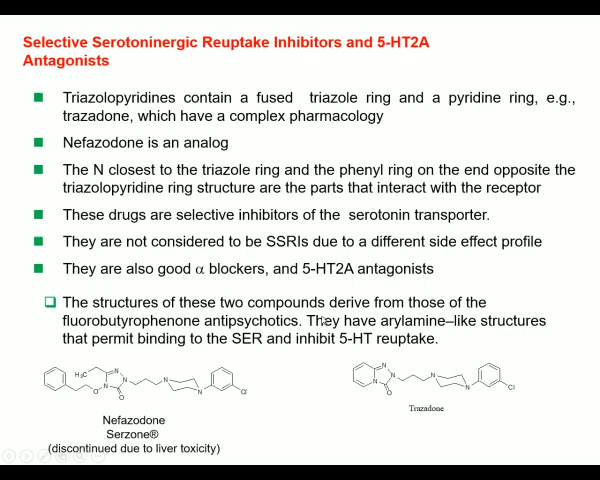 Selective Serotoninergic Reuptake Inhibitors and 5-HT2A
Antagonists
Triazolopyridines contain a fused triazole ring and a pyridine ring, e.g.,
trazadone, which have a complex pharmacology
Nefazodone is an analog
The N closest to the triazole ring and the phenyl ring on the end opposite the
triazolopyridine ring structure are the parts that interact with the receptor
These drugs are selective inhibitors of the serotonin transporter.
They are not considered to be SSRIs due to a different side effect profile
They are also good α blockers, and 5-HT2A antagonists
The structures of these two compounds derive from those of the
fluorobutyrophenone antipsychotics. They have arylamine–like structures
that permit binding to the SER and inhibit 5-HT reuptake.
H₃C N N N N O N O Cl
N N N N N O Cl
Nefazodone
Serzone®
(discontinued due to liver toxicity)
Trazadone